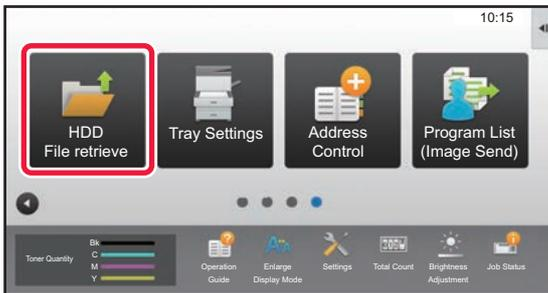 10:15
HDD
File retrieve
Tray Settings
Address
Control
Program List
(Image Send)
Toner Quantity
Bk
C
M
Y
Operation
Guide
Enlarge
Display Mode
Settings
Total Count
Brightness
Adjustment
Job Status